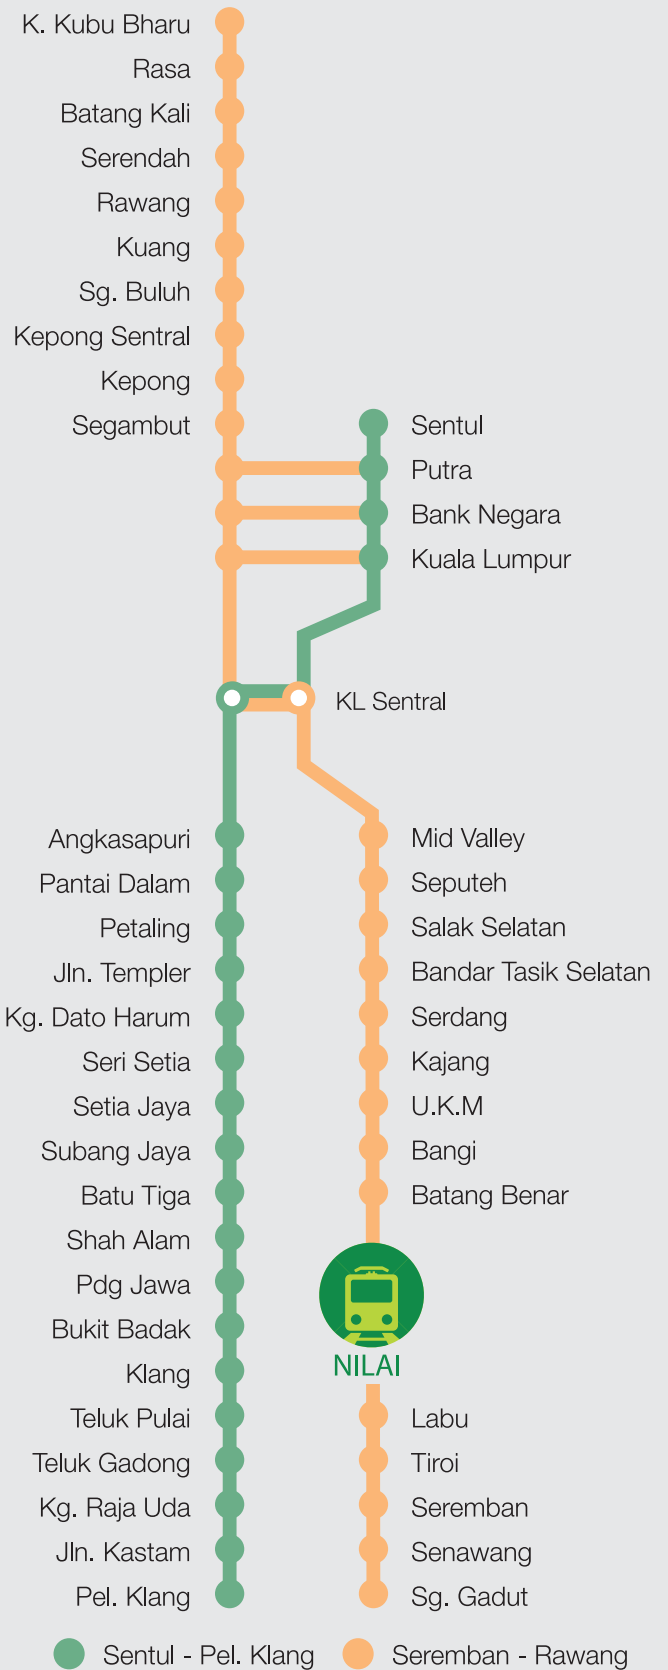 K. Kubu Bharu
Rasa
Batang Kali
Serendah
Rawang
Kuang
Sg. Buluh
Kepong Sentral
Kepong
Segambut
Sentul
Putra
Bank Negara
Kuala Lumpur
KL Sentral
Angkasapuri
Pantai Dalam
Petaling
Jln. Templer
Kg. Dato Harum
Seri Setia
Setia Jaya
Subang Jaya
Batu Tiga
Shah Alam
Pdg Jawa
Bukit Badak
Klang
Teluk Pulai
Teluk Gadong
Kg. Raja Uda
Jln. Kastam
Pel. Klang
Mid Valley
Seputeh
Salak Selatan
Bandar Tasik Selatan
Serdang
Kajang
U.K.M
Bangi
Batang Benar
NILAI
Labu
Tiroi
Seremban
Senawang
Sg. Gadut
Sentul - Pel. Klang
Seremban - Rawang